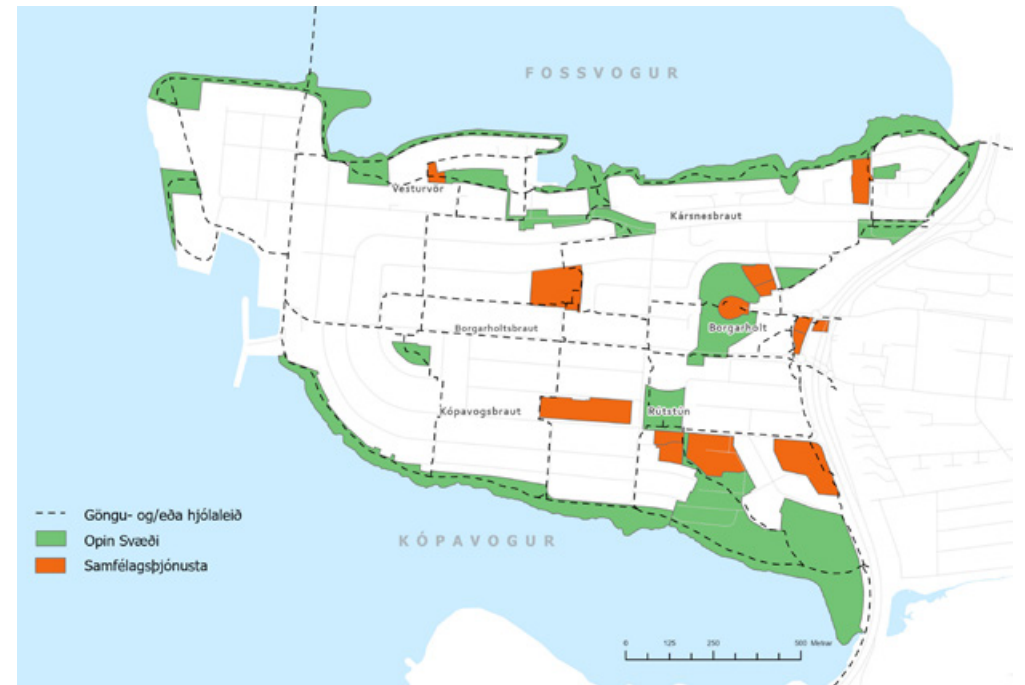 FOSSVOGUR
Vesturvör
Kársnesbraut
Borgarholtsbraut
Borgarholt
Kópavogsbraut
Rútstún
Göngu- og/eða hjólaleið
KÓPAVOGUR
Opin Svæði
Samfélagsþjónusta
0 125 250 500 Metrar